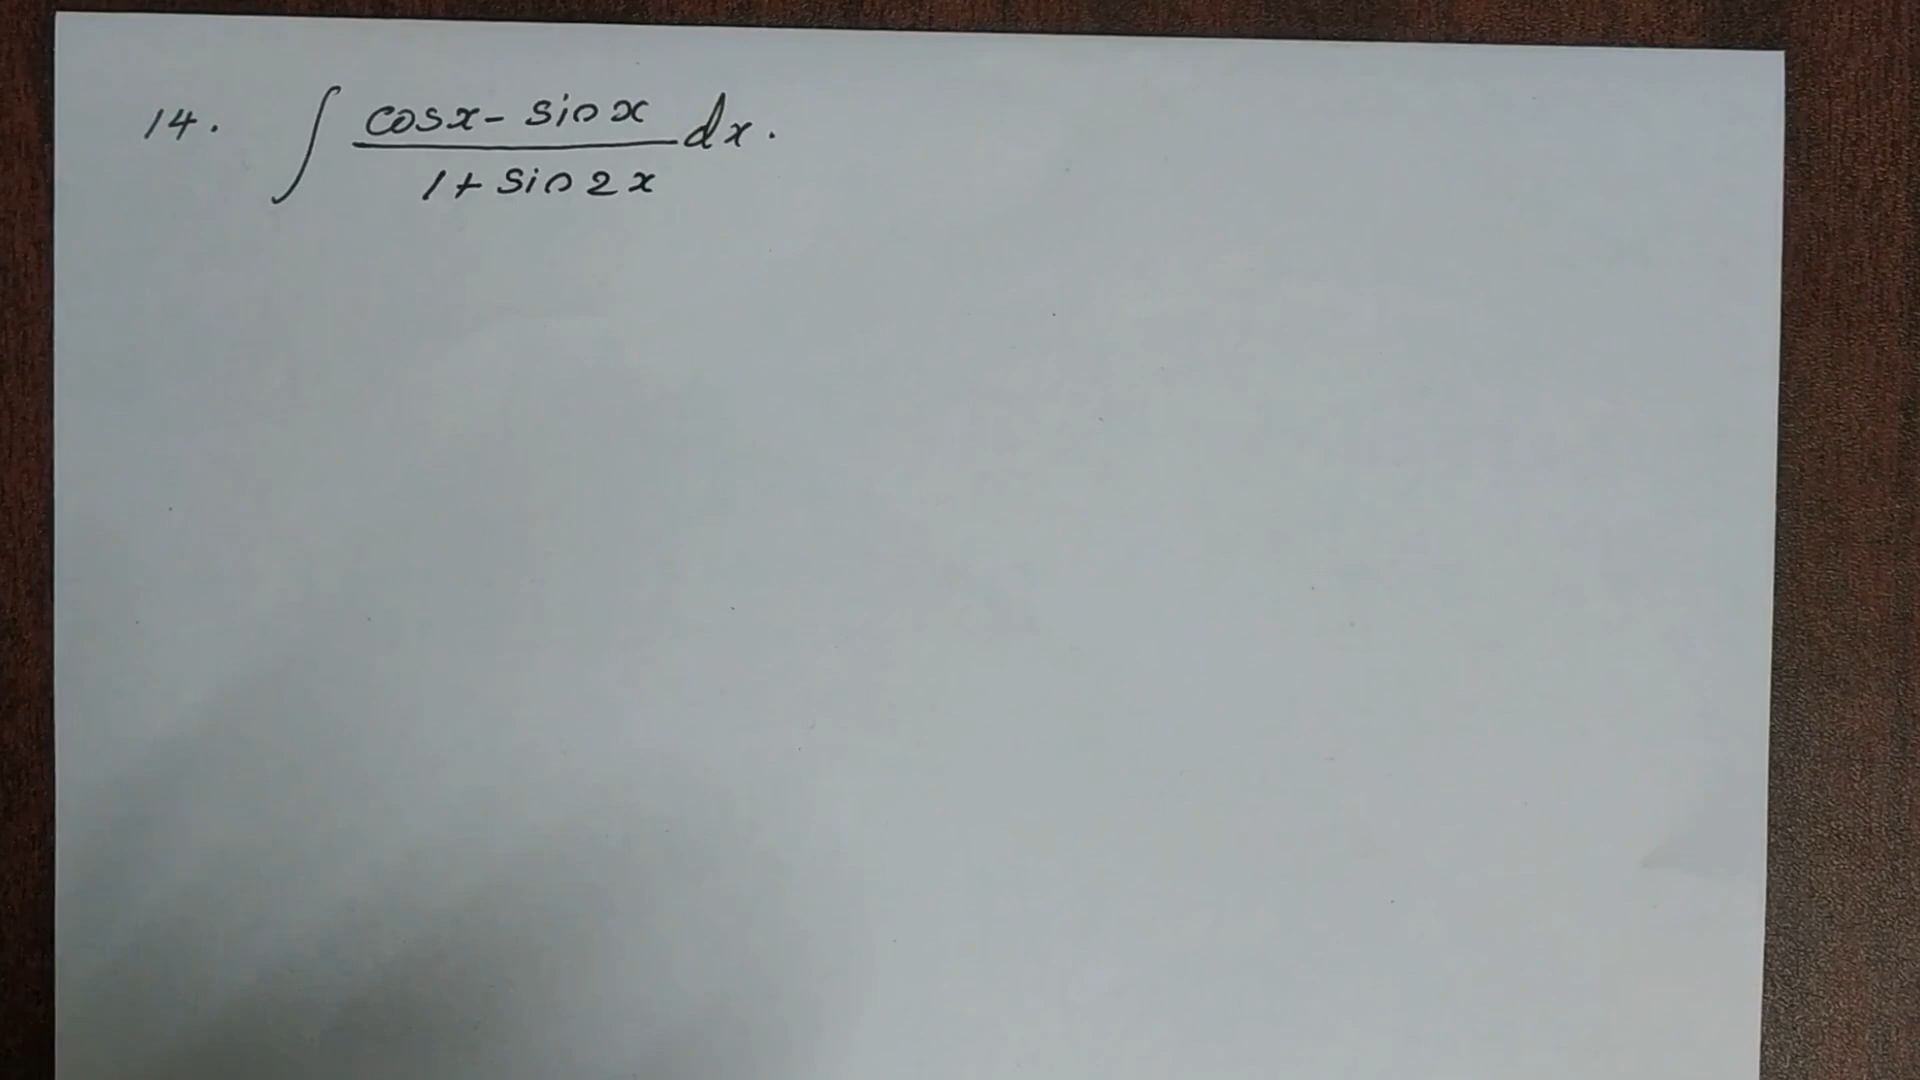 14. ∫ (cosx - sinx)/(1 + sin2x) dx.